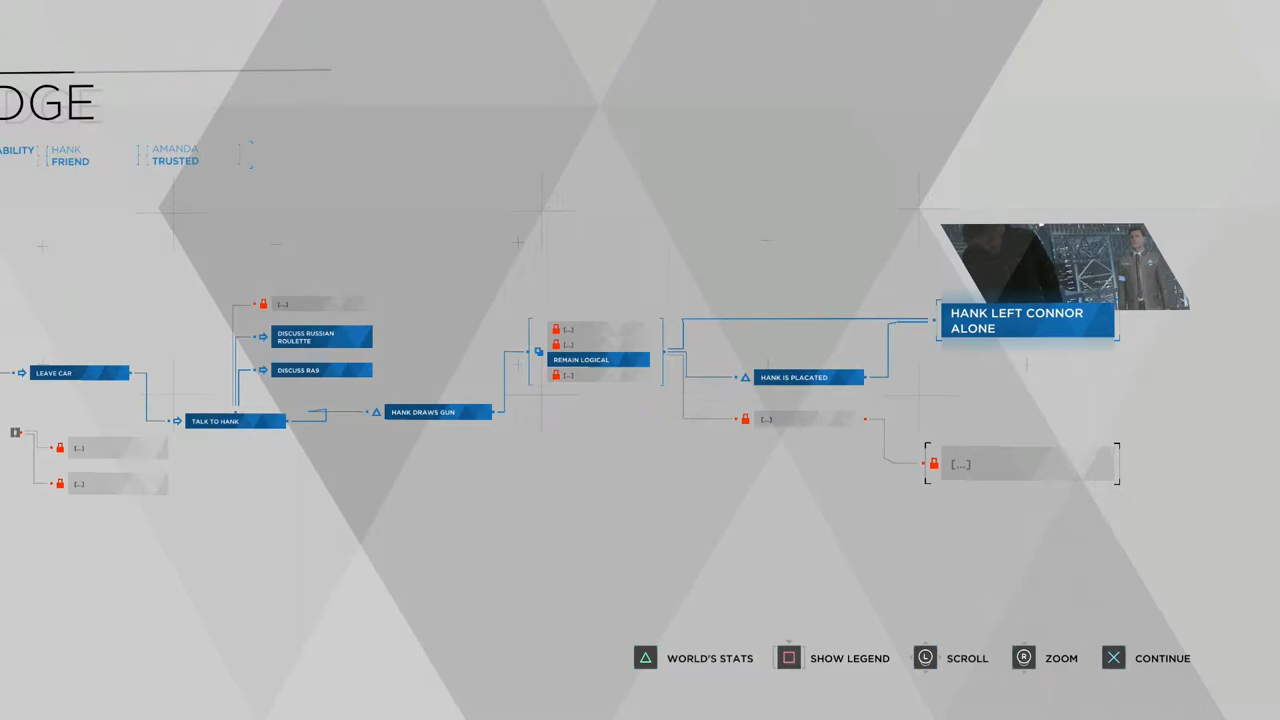 DGE
ABILITY
HANK
FRIEND
AMANDA
TRUSTED
[...]
DISCUSS RUSSIAN
ROULETTE
DISCUSS RA9
LEAVE CAR
TALK TO HANK
HANK DRAWS GUN
[...]
[...]
[...]
[...]
REMAIN LOGICAL
[...]
HANK IS PLACATED
[...]
HANK LEFT CONNOR
ALONE
[...]
WORLD'S STATS
SHOW LEGEND
L
SCROLL
R
ZOOM
CONTINUE